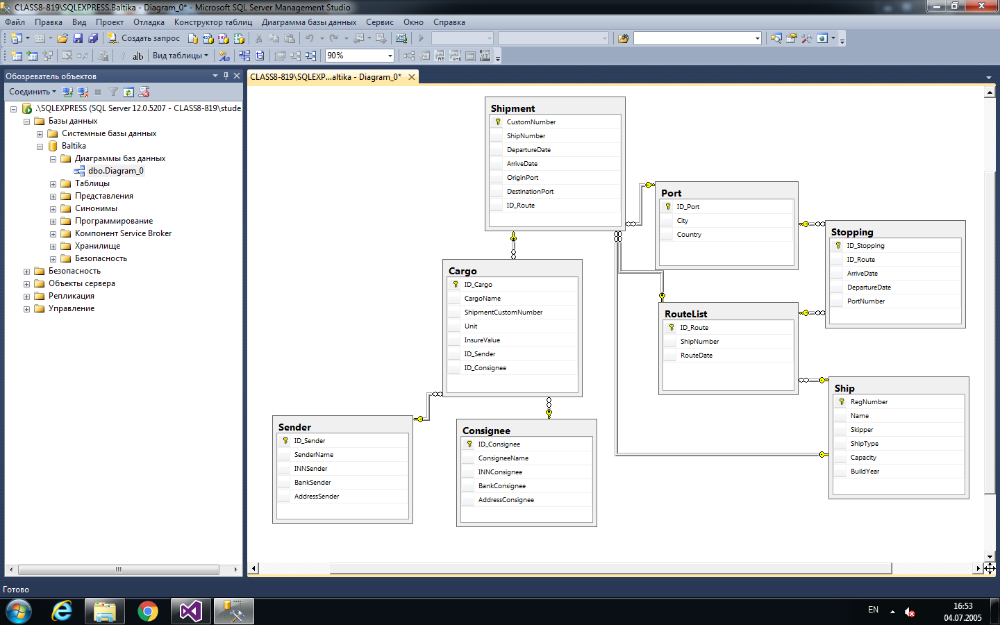 CLASS8-819\SQLEXPRESS.Baltika - Diagram_0* - Microsoft SQL Server Management Studio
Файл Правка Вид Проект Отладка Конструктор таблиц Диаграмма базы данных Сервис Окно Справка
Создать запрос
ab| Вид таблицы 90%
Обозреватель объектов
Соединить
.\SQLEXPRESS (SQL Server 12.0.5207 - CLASS8-819\stude
Базы данных
Системные базы данных
Baltika
Диаграммы баз данных
dbo.Diagram_0
Таблицы
Представления
Синонимы
Программирование
Компонент Service Broker
Хранилище
Безопасность
Безопасность
Объекты сервера
Репликация
Управление
CLASS8-819\SQLEXP...altika - Diagram_0*
Shipment
CustomNumber
ShipNumber
DepartureDate
ArriveDate
OriginPort
DestinationPort
ID_Route
Port
ID_Port
City
Country
Stopping
ID_Stopping
ID_Route
ArriveDate
DepartureDate
PortNumber
Cargo
ID_Cargo
CargoName
ShipmentCustomNumber
Unit
InsureValue
ID_Sender
ID_Consignee
RouteList
ID_Route
ShipNumber
RouteDate
Ship
RegNumber
Name
Skipper
ShipType
Capacity
BuildYear
Sender
ID_Sender
SenderName
INNSender
BankSender
AddressSender
Consignee
ID_Consignee
ConsigneeName
INNConsignee
BankConsignee
AddressConsignee
Готово
EN
16:53
04.07.2005